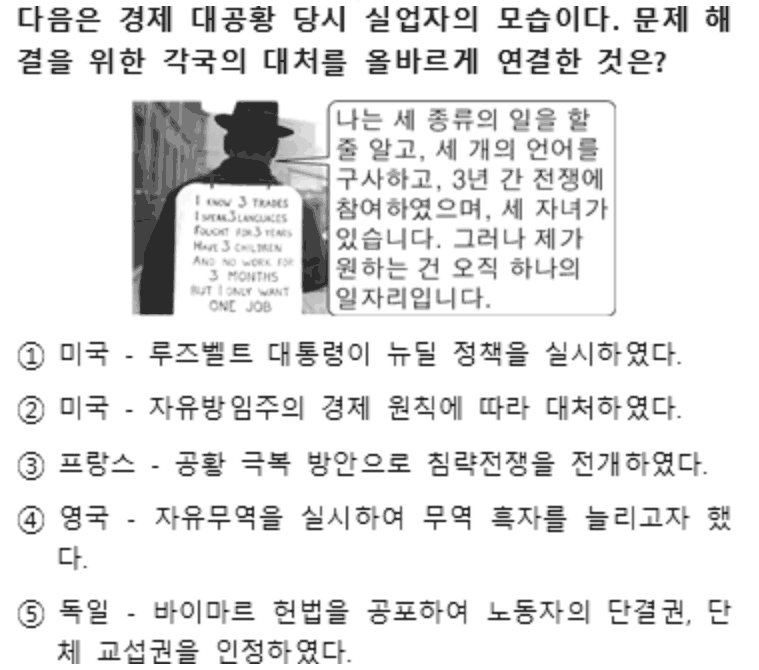 다음은 경제 대공황 당시 실업자의 모습이다. 문제 해
결을 위한 각국의 대처를 올바르게 연결한 것은?
I KNOW 3 TRADES
I SPEAK 3 LANGUAGES
FOUGHT FOR 3 YEARS
HAVE 3 CHILDREN
AND NO WORK FOR
3 MONTHS
BUT I ONLY WANT
ONE JOB
나는 세 종류의 일을 할
줄 알고, 세 개의 언어를
구사하고, 3년 간 전쟁에
참여하였으며, 세 자녀가
있습니다. 그러나 제가
원하는 건 오직 하나의
일자리입니다.
① 미국 - 루즈벨트 대통령이 뉴딜 정책을 실시하였다.
② 미국 - 자유방임주의 경제 원칙에 따라 대처하였다.
③ 프랑스 - 공황 극복 방안으로 침략전쟁을 전개하였다.
④ 영국 - 자유무역을 실시하여 무역 흑자를 늘리고자 했
다.
⑤ 독일 - 바이마르 헌법을 공포하여 노동자의 단결권, 단
체 교섭권을 인정하였다.